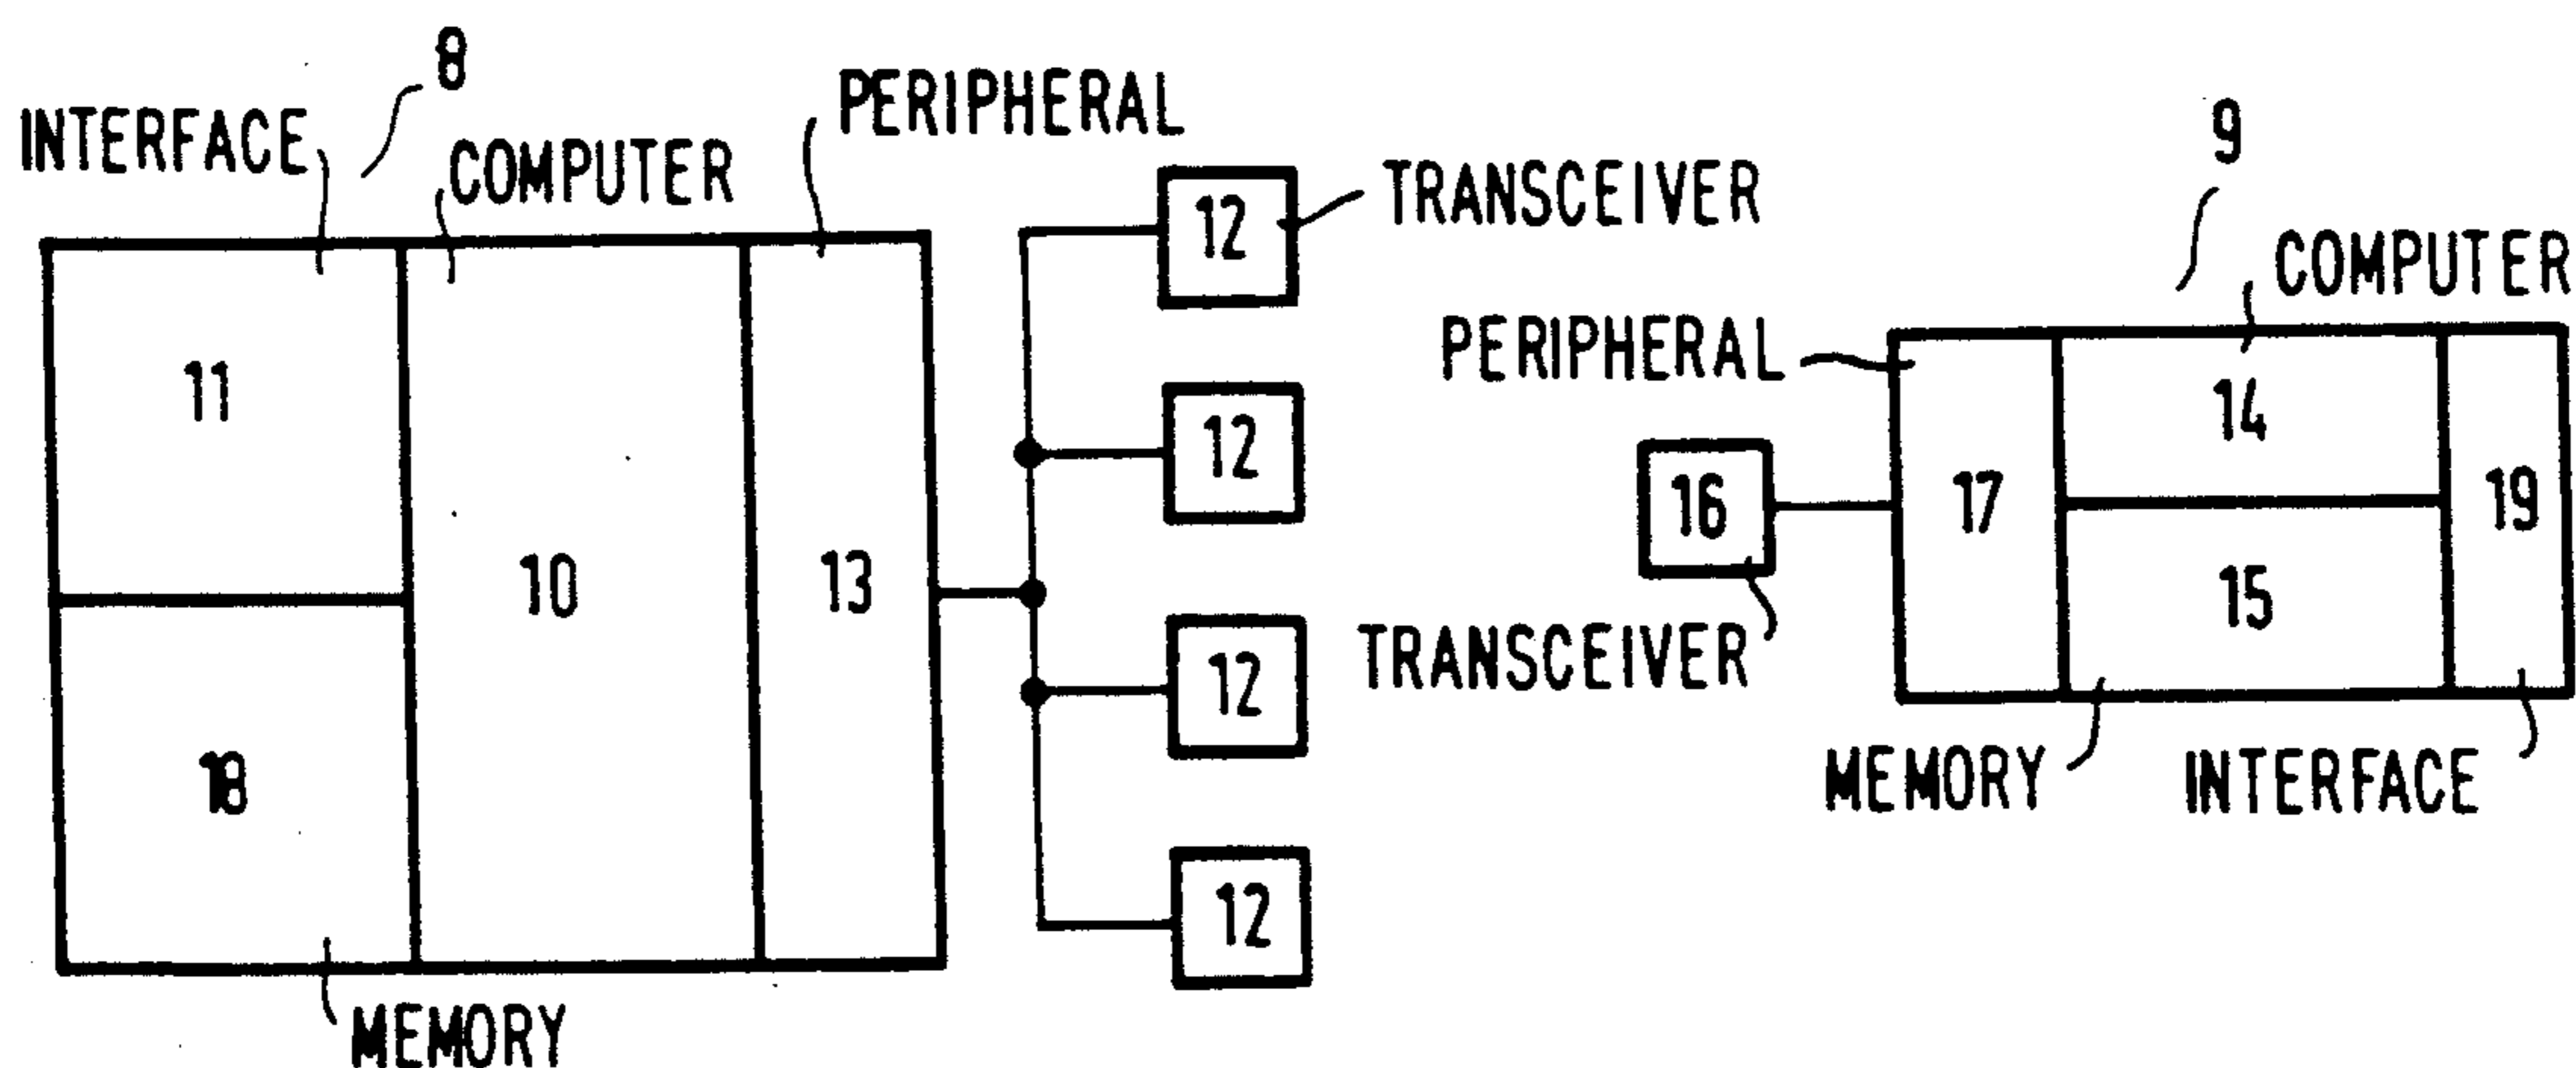 8
INTERFACE
COMPUTER
PERIPHERAL
11
10
13
18
MEMORY
12
TRANSCEIVER
12
12
12
9
COMPUTER
PERIPHERAL
16
TRANSCEIVER
17
14
15
19
MEMORY
INTERFACE